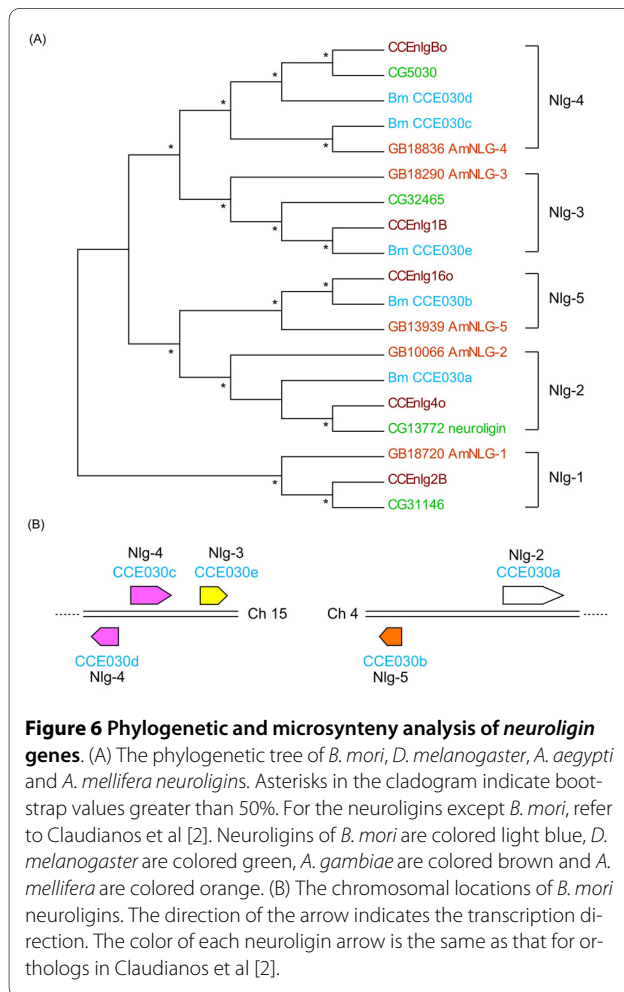 (A)
CCEnlgBo
CG5030
Bm CCE030d
Bm CCE030c
GB18836 AmNLG-4
Nlg-4
GB18290 AmNLG-3
CG32465
CCEnlg1B
Bm CCE030e
Nlg-3
CCEnlg16o
Bm CCE030b
GB13939 AmNLG-5
Nlg-5
GB10066 AmNLG-2
Bm CCE030a
CCEnlg4o
CG13772 neuroligin
Nlg-2
GB18720 AmNLG-1
CCEnlg2B
CG31146
Nlg-1
* * * * * * * * * * * * * * *
(B)
Nlg-4 Nlg-3 Nlg-2
CCE030c CCE030e CCE030a
Ch 15 Ch 4
CCE030d CCE030b
Nlg-4 Nlg-5
Figure 6 Phylogenetic and microsynteny analysis of neuroligin
genes. (A) The phylogenetic tree of B. mori, D. melanogaster, A. aegypti
and A. mellifera neuroligins. Asterisks in the cladogram indicate boot-
strap values greater than 50%. For the neuroligins except B. mori, refer
to Claudianos et al [2]. Neuroligins of B. mori are colored light blue, D.
melanogaster are colored green, A. gambiae are colored brown and A.
mellifera are colored orange. (B) The chromosomal locations of B. mori
neuroligins. The direction of the arrow indicates the transcription di-
rection. The color of each neuroligin arrow is the same as that for or-
thologs in Claudianos et al [2].